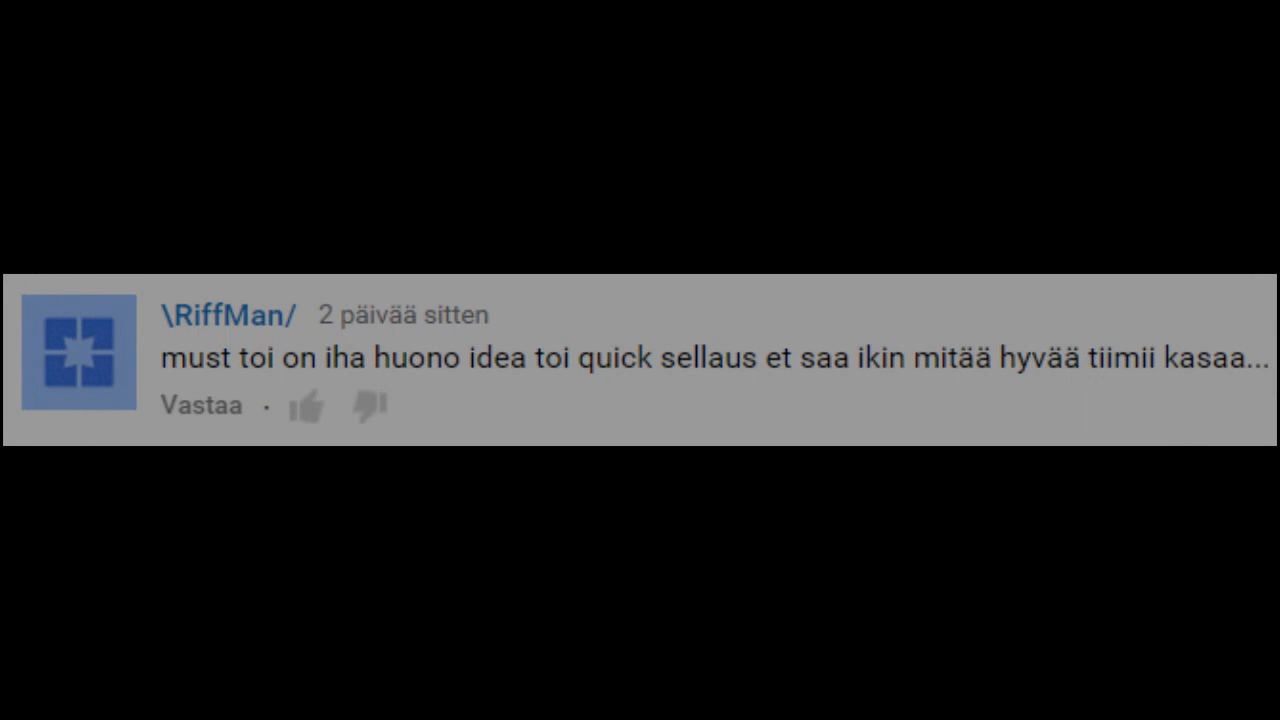 \RiffMan/ 2 päivää sitten
must toi on iha huono idea toi quick sellaus et saa ikin mitää hyvää tiimii kasaa...
Vastaa ·